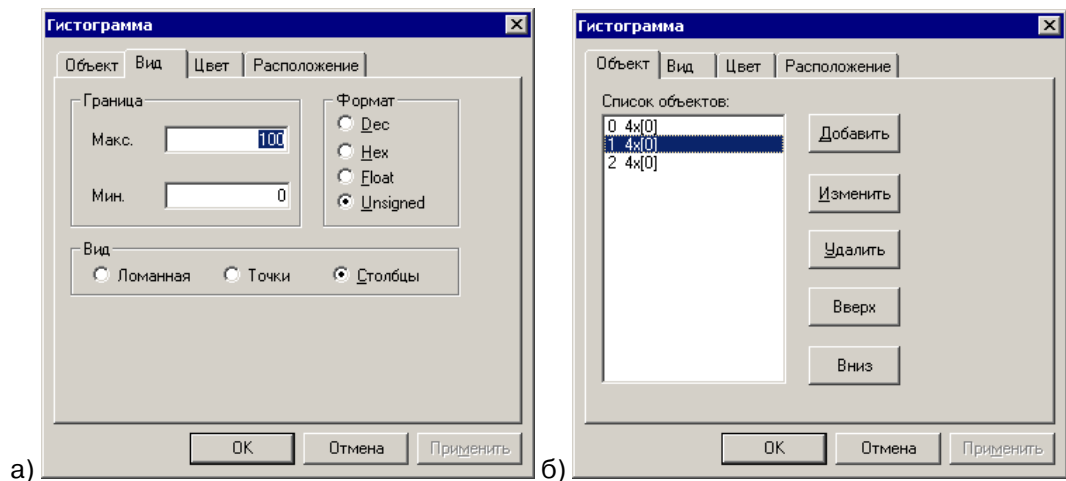 Гистограмма
Объект Вид Цвет Расположение
Граница
Макс. 100
Мин. 0
Формат
Dec
Hex
Float
Unsigned
Вид
Ломанная Точки Столбцы
OK Отмена Применить
а)
Гистограмма
Объект Вид Цвет Расположение
Список объектов:
0 4x[0]
1 4x[0]
2 4x[0]
Добавить
Изменить
Удалить
Вверх
Вниз
OK Отмена Применить
б)